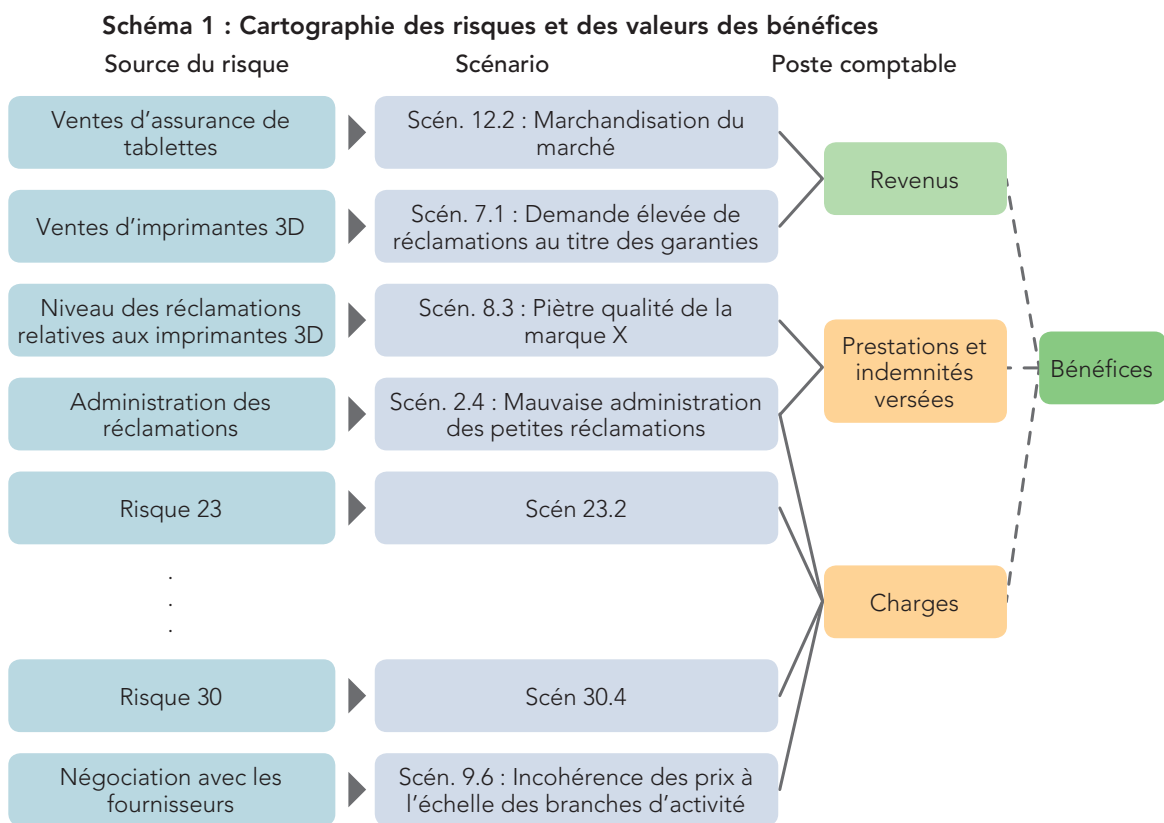 Schéma 1 : Cartographie des risques et des valeurs des bénéfices
Source du risque
Scénario
Poste comptable
Ventes d’assurance de
tablettes
Scén. 12.2 : Marchandisation du
marché
Revenus
Ventes d’imprimantes 3D
Scén. 7.1 : Demande élevée de
réclamations au titre des garanties
Niveau des réclamations
relatives aux imprimantes 3D
Scén. 8.3 : Piètre qualité de la
marque X
Prestations et
indemnités
versées
Bénéfices
Administration des
réclamations
Scén. 2.4 : Mauvaise administration
des petites réclamations
Risque 23
Scén 23.2
.
.
.
Charges
Risque 30
Scén 30.4
Négociation avec les
fournisseurs
Scén. 9.6 : Incohérence des prix à
l’échelle des branches d’activité